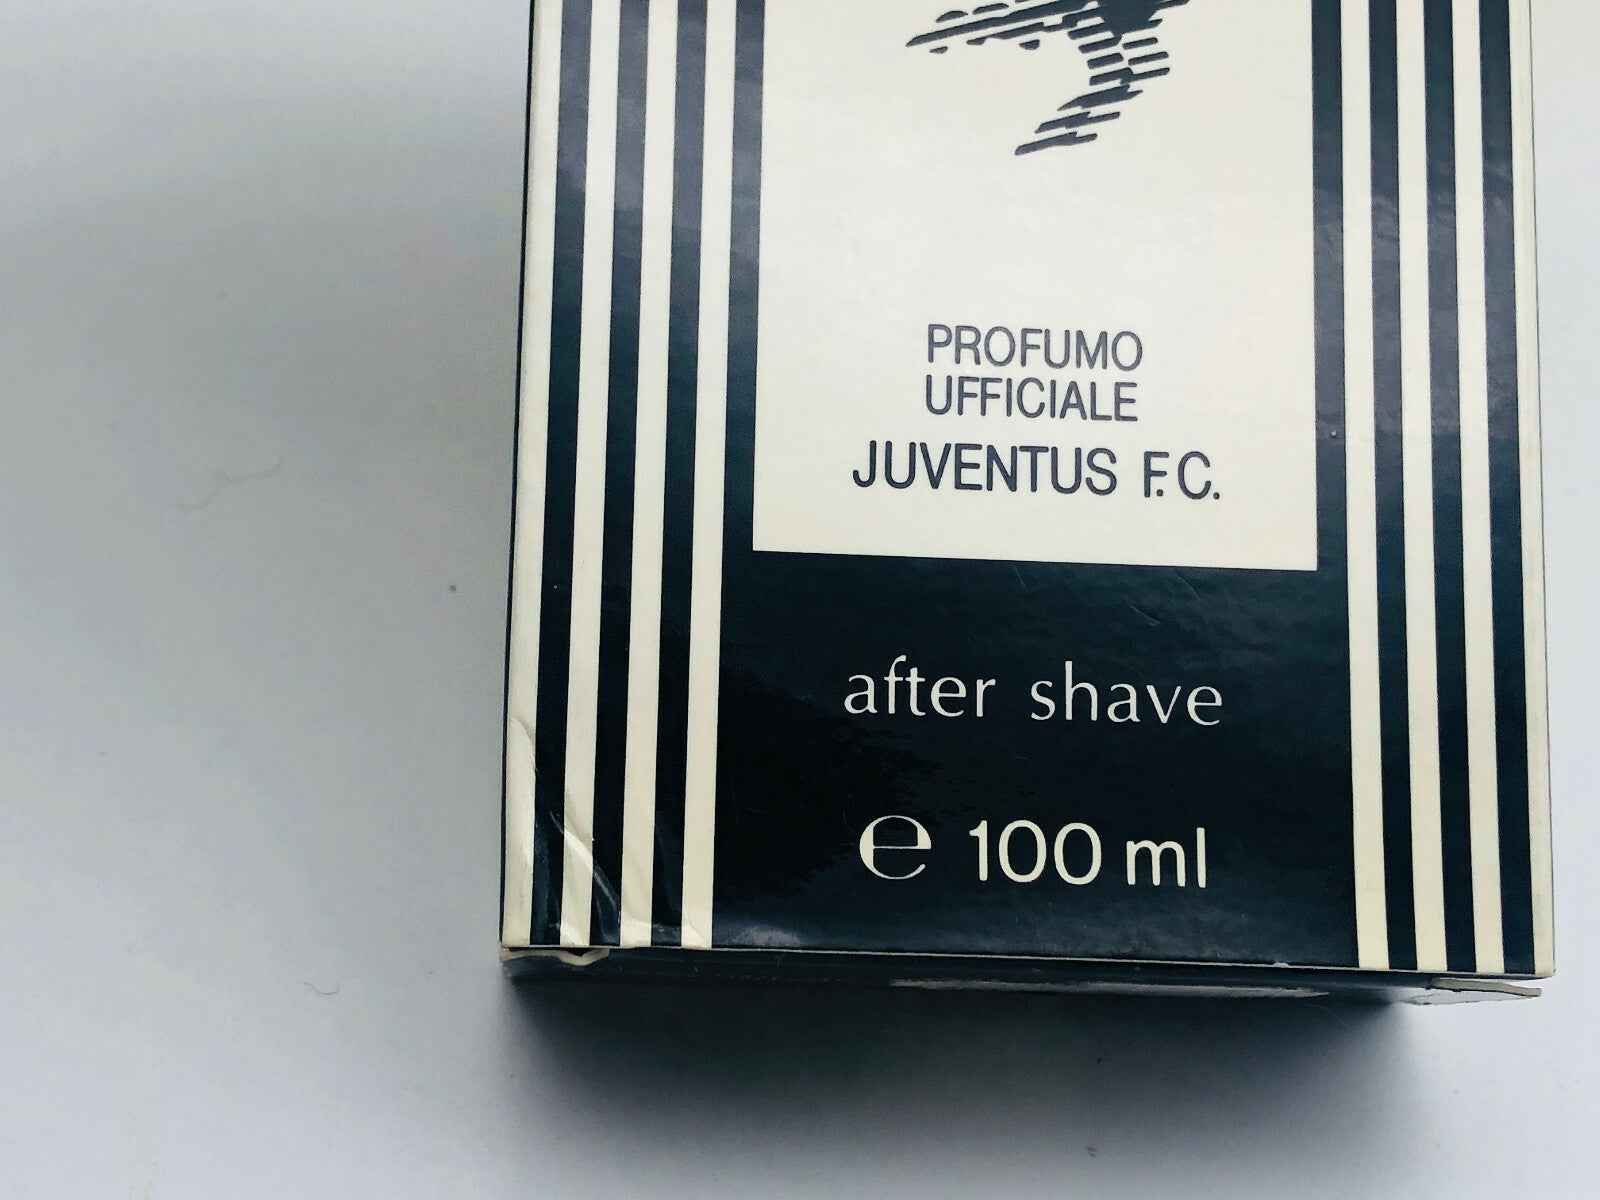 PROFUMO
UFFICIALE
JUVENTUS F.C.
after shave
℮ 100 ml